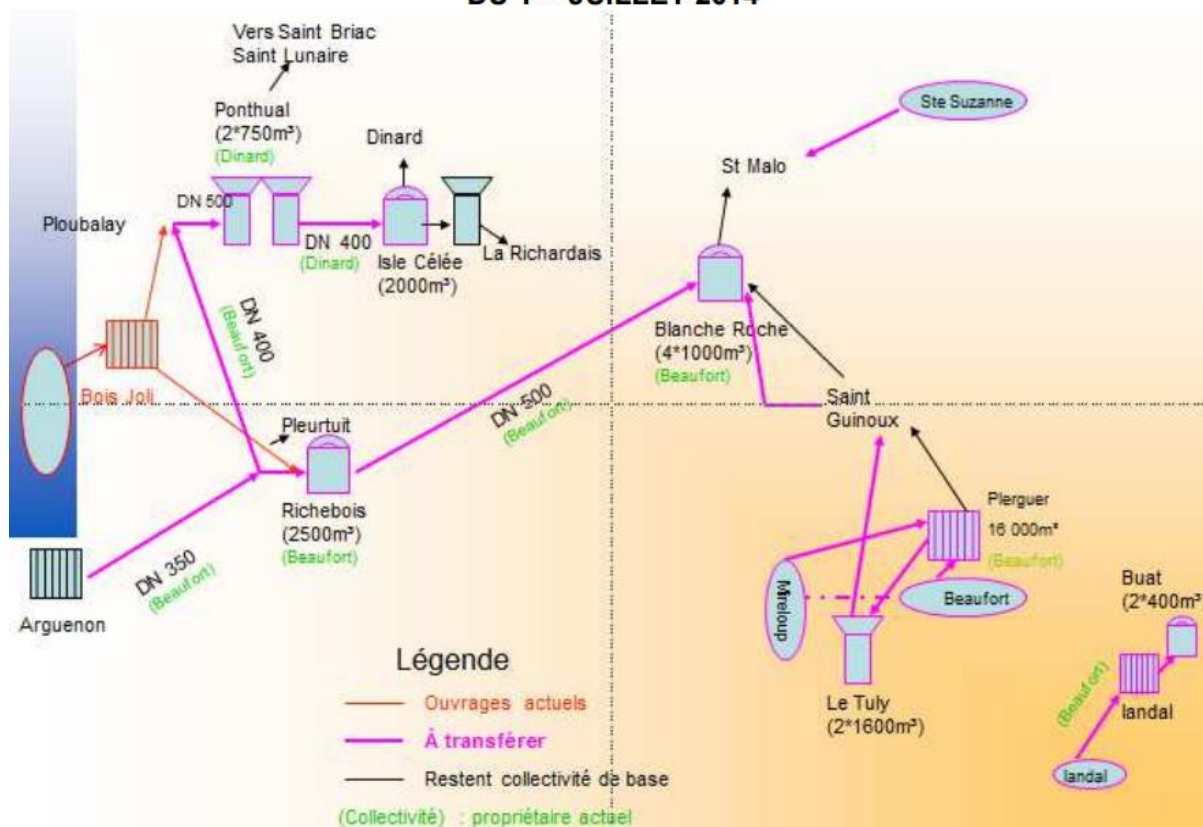 Vers Saint Briac
Saint Lunaire
Ponthual
(2*750m³)
(Dinard)
Dinard
Ste Suzanne
St Malo
DN 500
Ploubalay
DN 400
(Dinard)
Isle Célée
(2000m³)
La Richardais
DN 400
(Beaufort)
Blanche Roche
(4*1000m³)
(Beaufort)
Bois Joli
DN 500
(Beaufort)
Saint
Guinoux
Pleurtuit
Richebois
(2500m³)
(Beaufort)
DN 350
(Beaufort)
Arguenon
Plerguer
16 000m³
(Beaufort)
Mireloup
Beaufort
Buat
(2*400m³
Le Tuly
(2*1600m³)
(Beaufort)
landal
landal
Légende
Ouvrages actuels
À transférer
Restent collectivité de base
(Collectivité) : propriétaire actuel